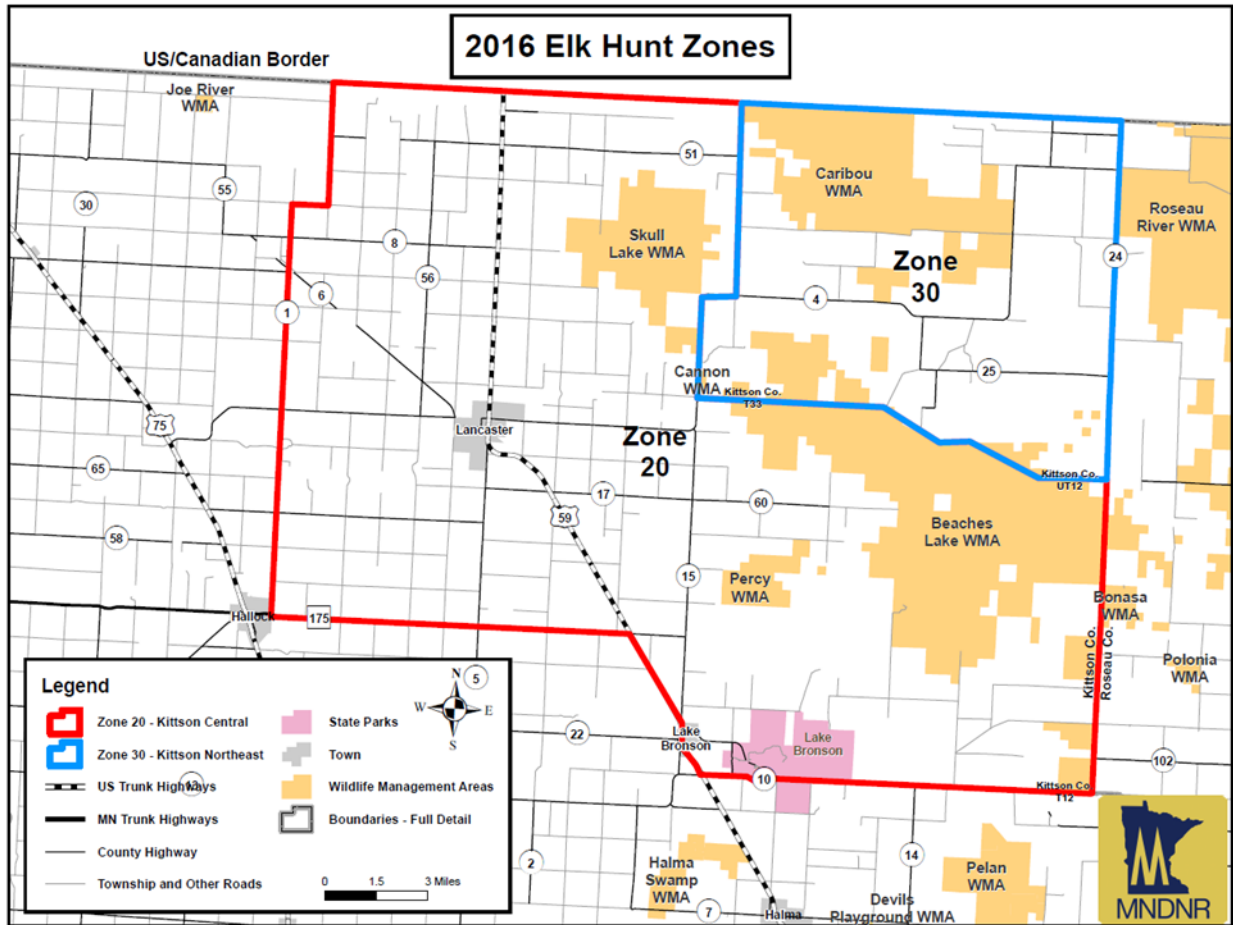 2016 Elk Hunt Zones
US/Canadian Border
Joe River
WMA
51
Caribou
WMA
55
30
Roseau
River WMA
Skull
Lake WMA
8
56
24
Zone
30
6
4
1
Cannon
WMA
25
Kittson Co.
T33
75
Lancaster
Zone
20
65
Kittson Co.
UT12
17
60
59
Beaches
Lake WMA
58
15
Percy
WMA
Bonasa
WMA
Hallock
175
Kittson Co.
Roseau Co.
Polonia
WMA
Legend
N
W
E
S
5
Zone 20 - Kittson Central
State Parks
22
Lake
Bronson
Lake
Bronson
Zone 30 - Kittson Northeast
Town
102
US Trunk Highways
13
Wildlife Management Areas
10
Kittson Co.
T12
MN Trunk Highways
Boundaries - Full Detail
County Highway
2
14
Halma
Swamp
WMA
Pelan
WMA
Township and Other Roads
0 1.5 3 Miles
7
Halma
Devils
Playground WMA
MNDNR